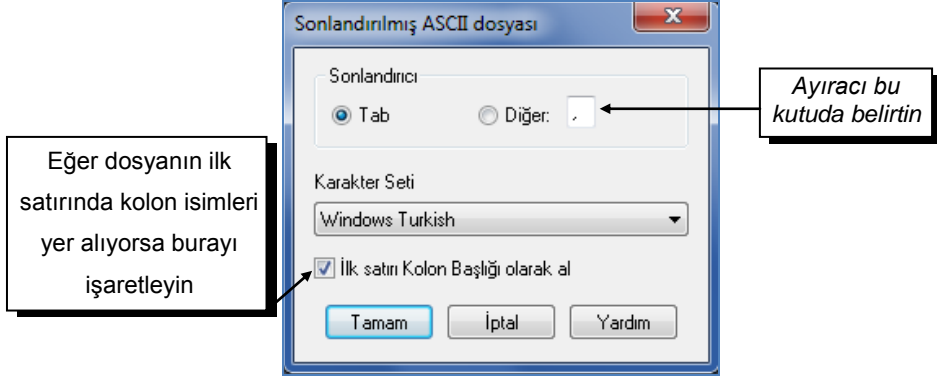 Sonlandırılmış ASCII dosyası
Sonlandırıcı
Tab
Diğer: ,
Ayıracı bu
kutuda belirtin
Eğer dosyanın ilk
satırında kolon isimleri
yer alıyorsa burayı
işaretleyin
Karakter Seti
Windows Turkish
İlk satırı Kolon Başlığı olarak al
Tamam
İptal
Yardım